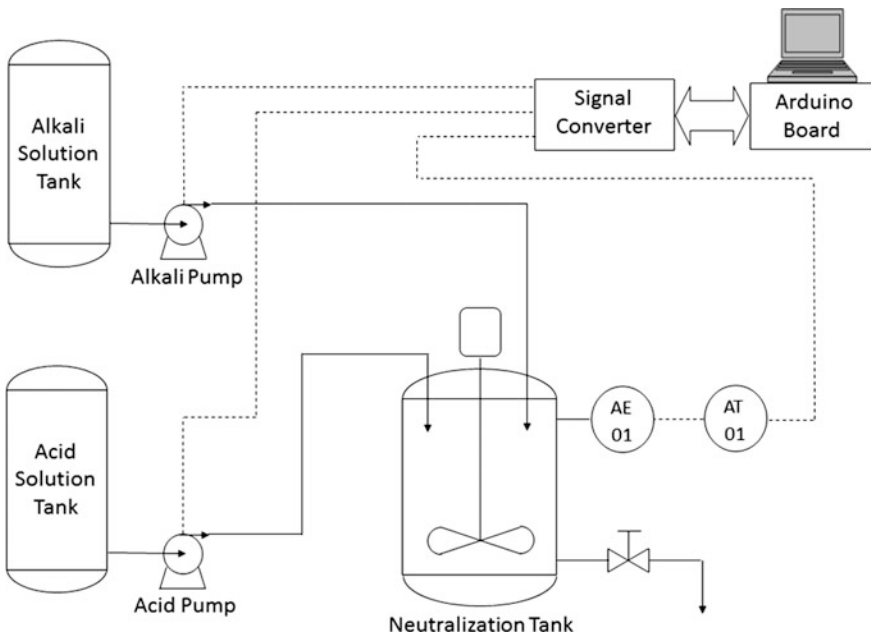 Alkali
Solution
Tank
Alkali Pump
Signal
Converter
Arduino
Board
Acid
Solution
Tank
Acid Pump
AE
01
AT
01
Neutralization Tank